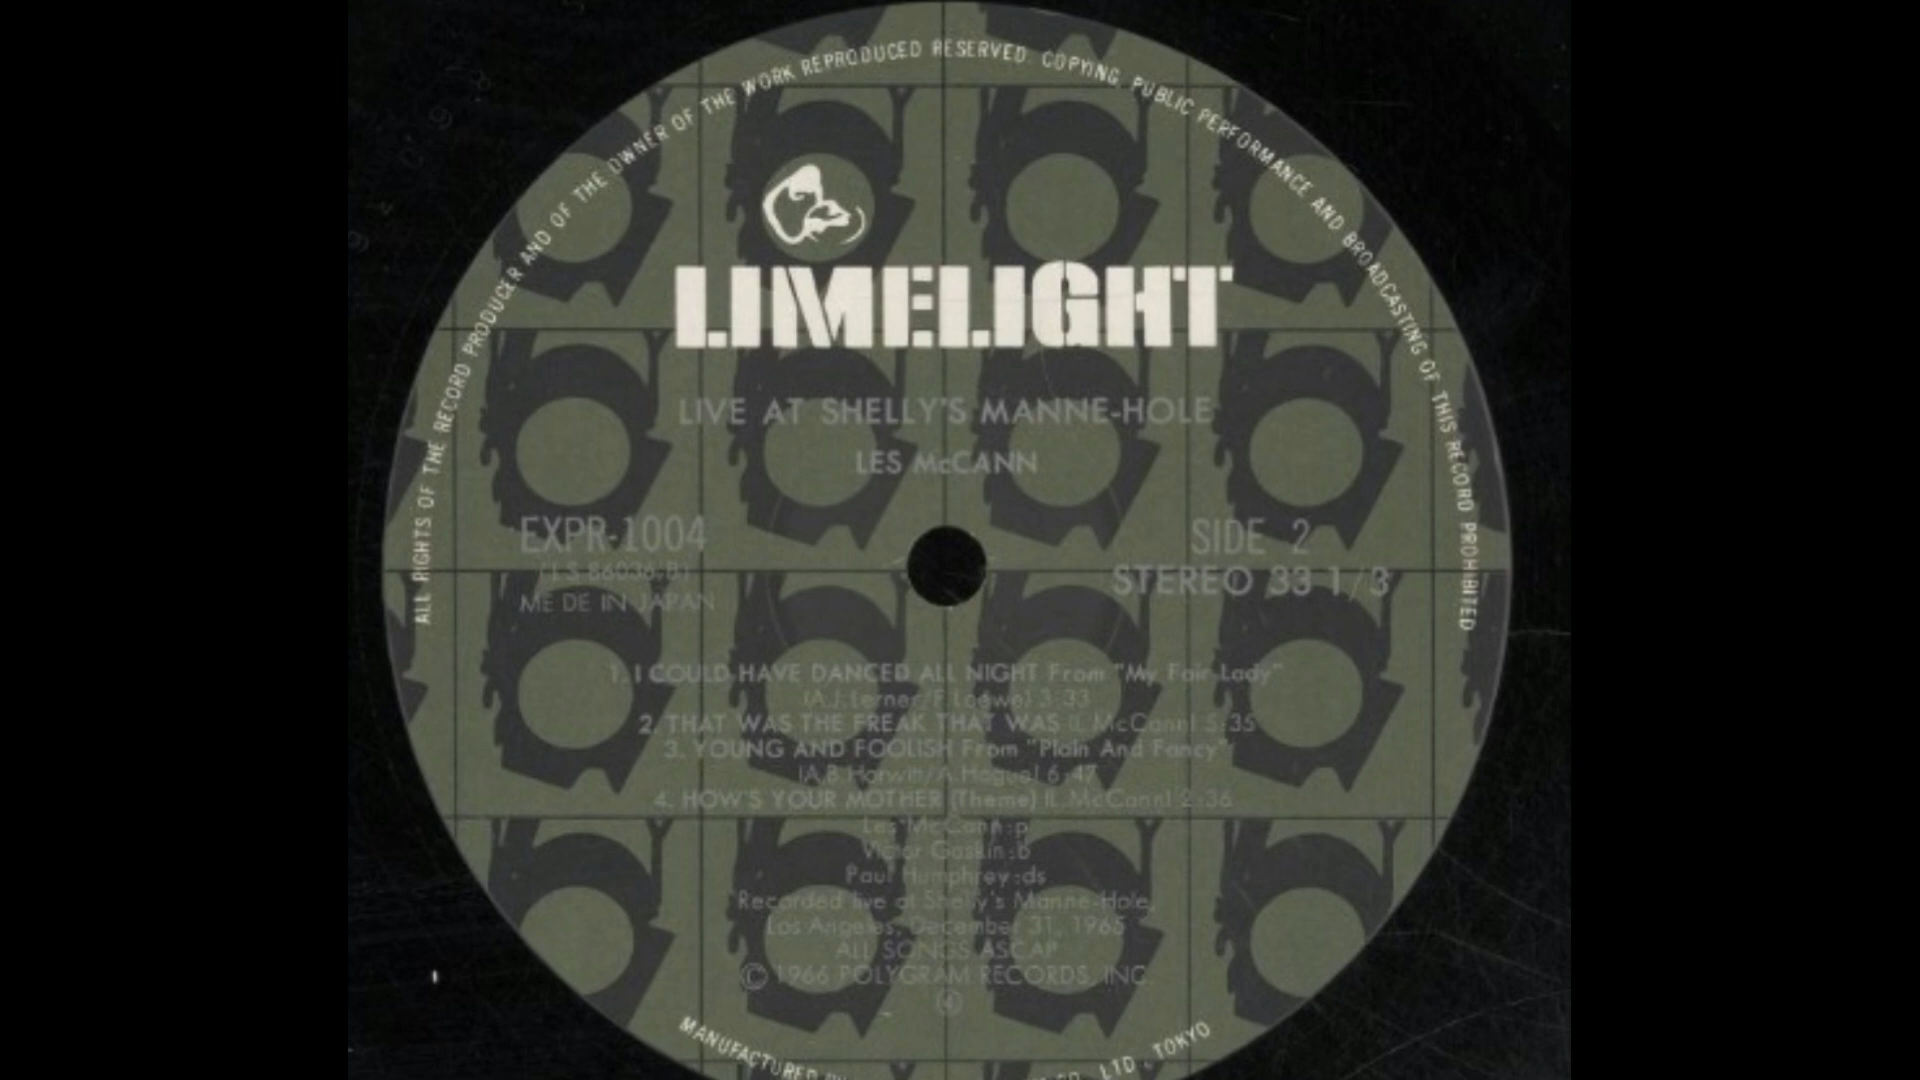 ALL RIGHTS OF THE RECORD PRODUCER AND OF THE OWNER OF THE WORK REPRODUCED RESERVED. COPYING, PUBLIC PERFORMANCE AND BROADCASTING OF THIS RECORD PROHIBITED
LIMELIGHT
LIVE AT SHELLY'S MANNE-HOLE
LES McCANN
EXPR-1004
(LS 86036:B)
ME DE IN JAPAN
SIDE 2
STEREO 33 1/3
1. I COULD HAVE DANCED ALL NIGHT From "My Fair Lady"
(A.J.Lerner/F.Loewe) 3:33
2. THAT WAS THE FREAK THAT WAS (L.McCann) 5:35
3. YOUNG AND FOOLISH From "Plain And Fancy"
(A.B.Horwitt/A.Hague) 6:47
4. HOW'S YOUR MOTHER (Theme) (L.McCann) 2:36
Les McCann:p
Victor Gaskin:b
Paul Humphrey:ds
Recorded live at Shelly's Manne-Hole,
Los Angeles, December 31, 1965
ALL SONGS ASCAP
© 1966 POLYGRAM RECORDS, INC.
MANUFACTURED CO., LTD., TOKYO